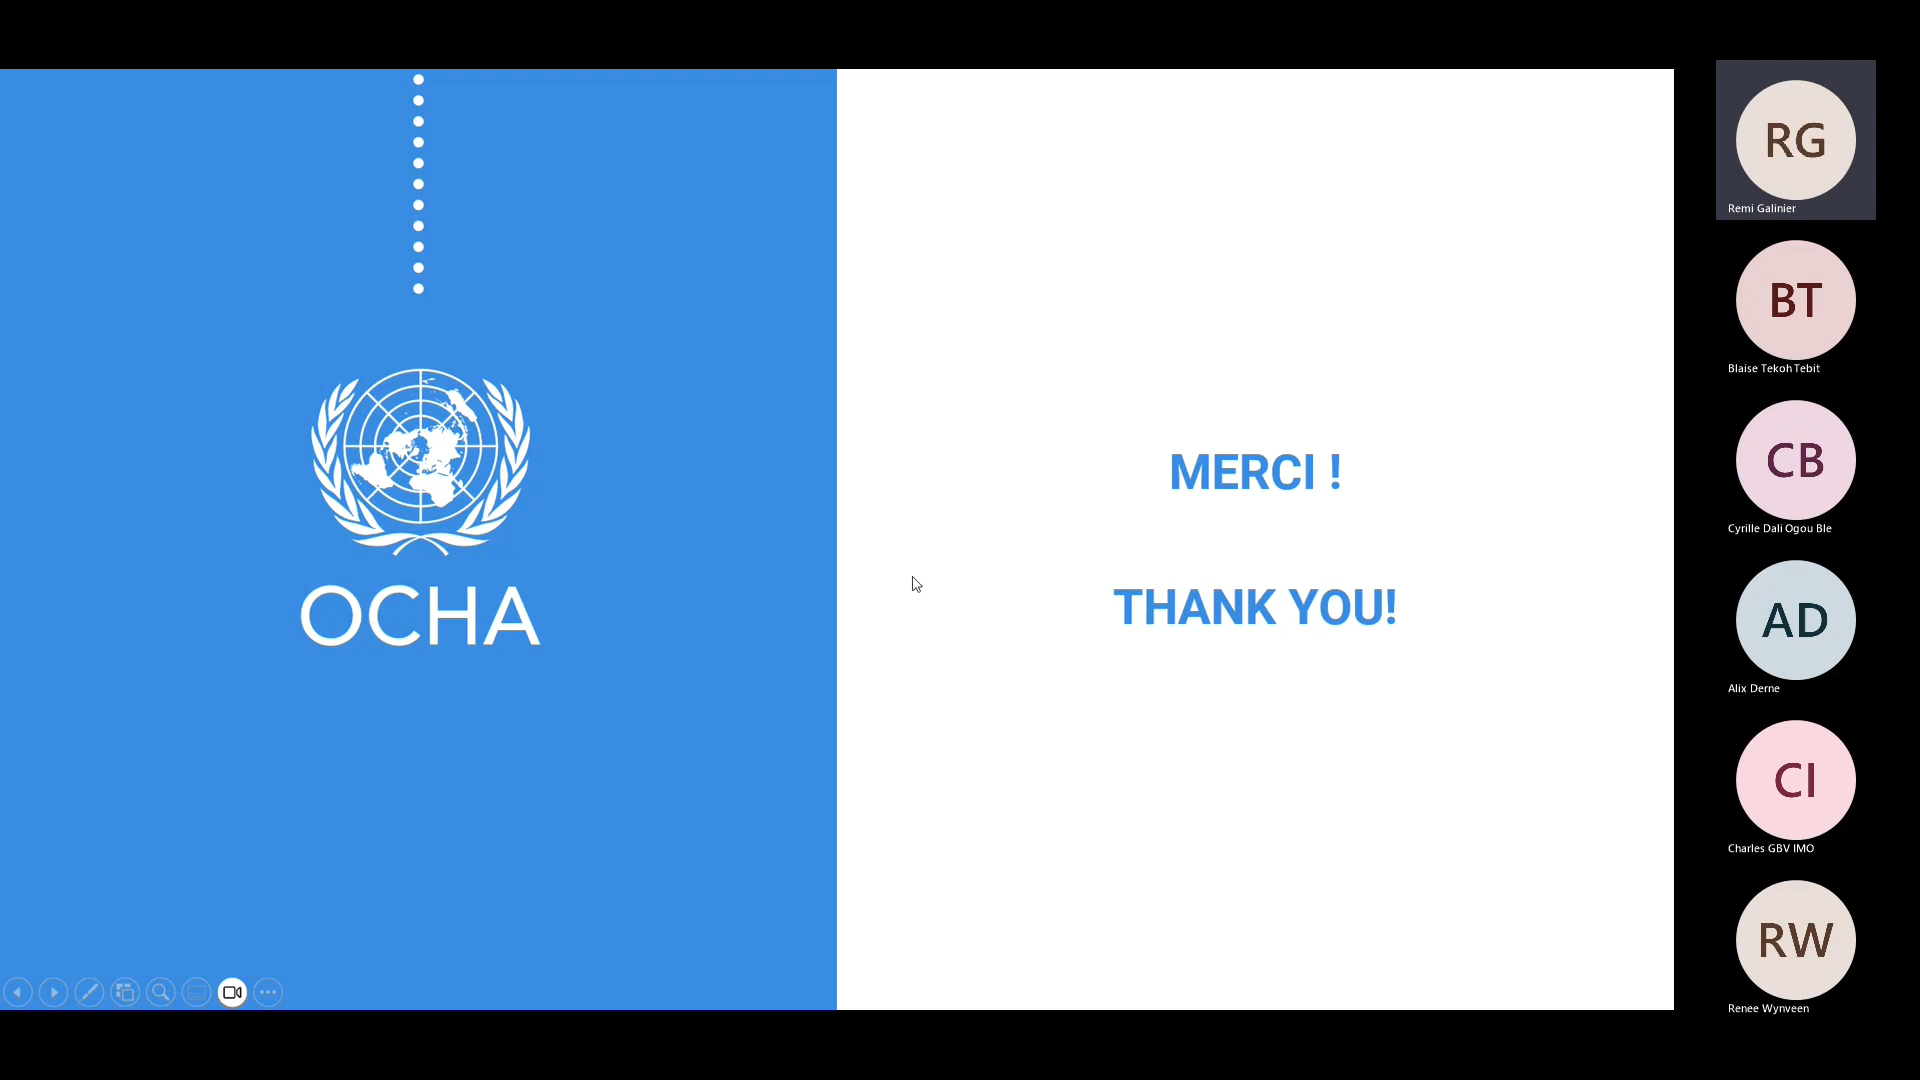 OCHA
MERCI !
THANK YOU!
RG
Remi Galinier
BT
Blaise Tekoh Tebit
CB
Cyrille Dali Ogou Ble
AD
Alix Derne
CI
Charles GBV IMO
RW
Renee Wynveen